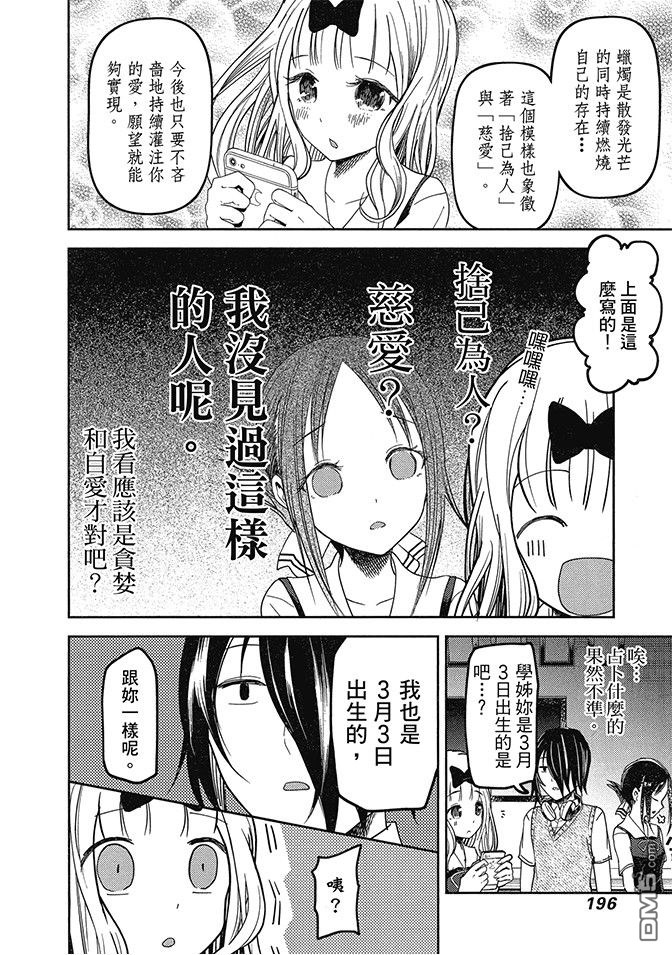 蠟燭是散發光芒
的同時持續燃燒
自己的存在…
這個模樣也象徵
著「捨己為人」
與「慈愛」。
今後也只要不吝
嗇地持續灌注你
的愛，願望就能
夠實現。
上面是這
麼寫的！
嘿嘿嘿…
捨己為人？
慈愛？
我沒見過這樣
的人呢。
我看應該是貪婪
和自愛才對吧？
唉…
占卜什麼的
果然不準。
學姊妳是3月
3日出生的是
吧…？
我也是
3月3日
出生的，
跟妳一樣呢。
咦？
196
DM5
.com